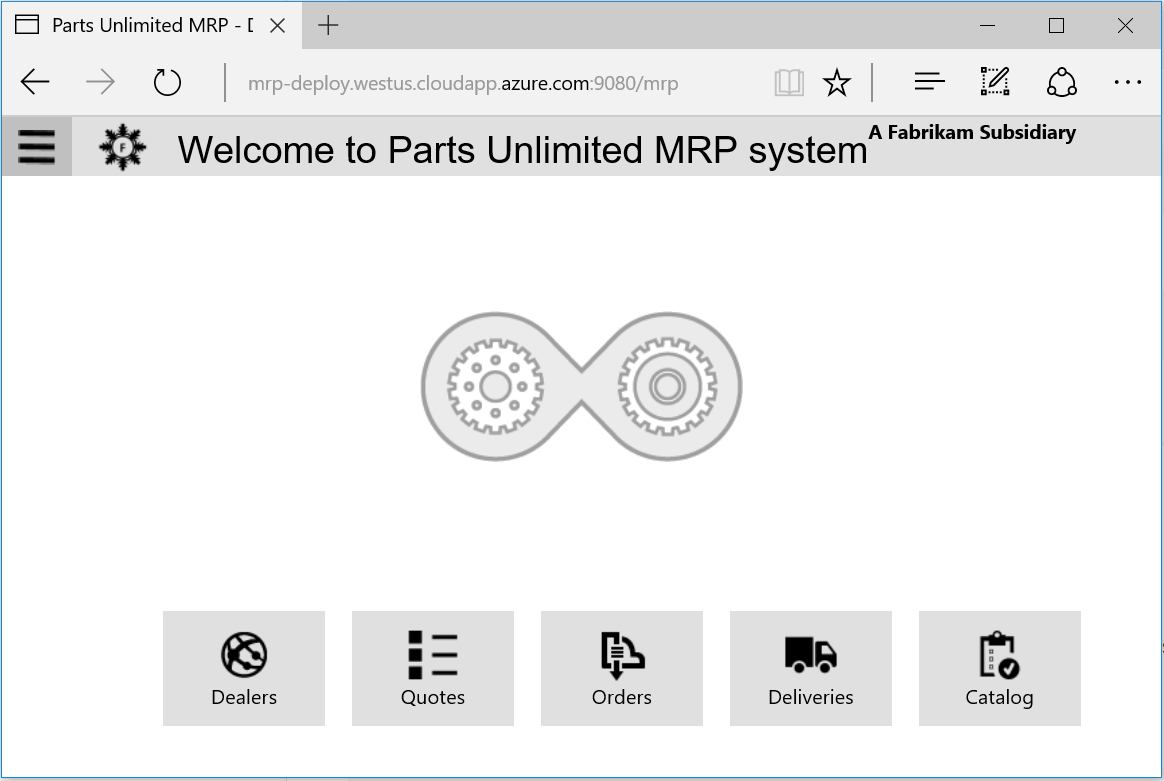 Parts Unlimited MRP - D
mrp-deploy.westus.cloudapp.azure.com:9080/mrp
F
Welcome to Parts Unlimited MRP system
A Fabrikam Subsidiary
Dealers
Quotes
Orders
Deliveries
Catalog